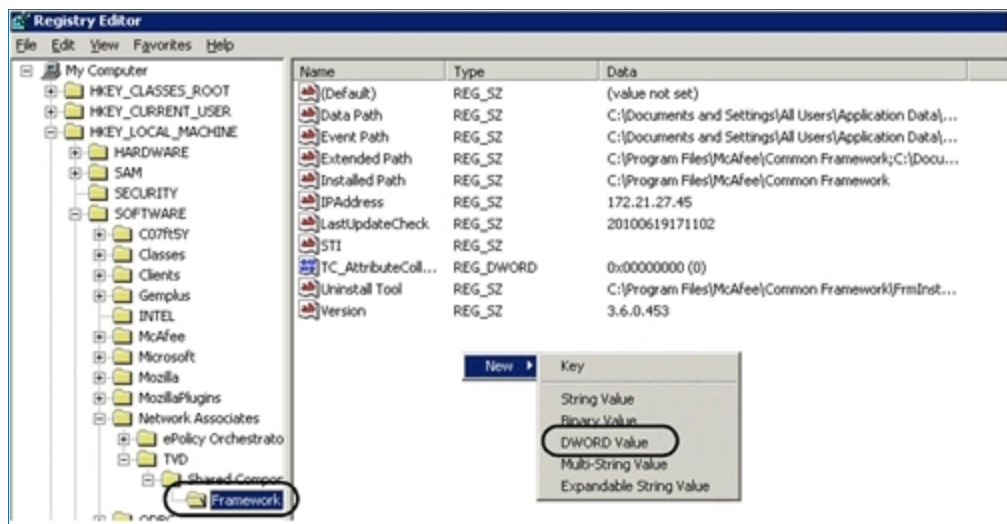 Registry Editor
File Edit View Favorites Help
My Computer
HKEY_CLASSES_ROOT
HKEY_CURRENT_USER
HKEY_LOCAL_MACHINE
HARDWARE
SAM
SECURITY
SOFTWARE
C07ftSY
Classes
Clients
Gemplus
INTEL
McAfee
Microsoft
Mozilla
MozillaPlugins
Network Associates
ePolicy Orchestrato
TVD
Shared Compor
Framework
ODBC
Name Type Data
(Default) REG_SZ (value not set)
Data Path REG_SZ C:\Documents and Settings\All Users\Application Data\...
Event Path REG_SZ C:\Documents and Settings\All Users\Application Data\...
Extended Path REG_SZ C:\Program Files\McAfee\Common Framework;C:\Docu...
Installed Path REG_SZ C:\Program Files\McAfee\Common Framework
IPAddress REG_SZ 172.21.27.45
LastUpdateCheck REG_SZ 20100619171102
STI REG_SZ
TC_AttributeColl... REG_DWORD 0x00000000 (0)
Uninstall Tool REG_SZ C:\Program Files\McAfee\Common Framework\FrmInst...
Version REG_SZ 3.6.0.453
New Key
String Value
Binary Value
DWORD Value
Multi-String Value
Expandable String Value